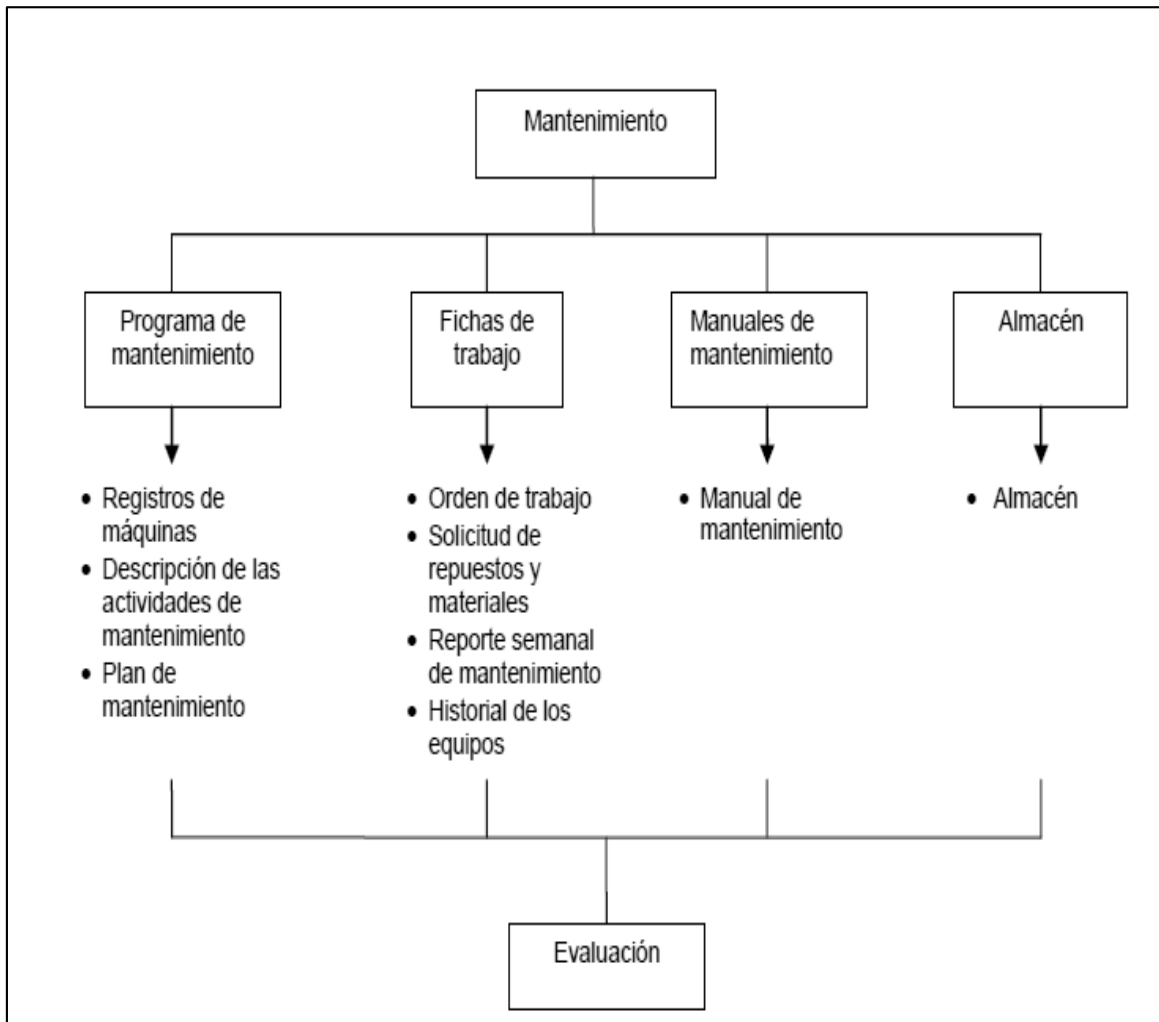 Mantenimiento
Programa de
mantenimiento
Fichas de
trabajo
Manuales de
mantenimiento
Almacén
• Registros de
máquinas
• Descripción de las
actividades de
mantenimiento
• Plan de
mantenimiento
• Orden de trabajo
• Solicitud de
repuestos y
materiales
• Reporte semanal
de mantenimiento
• Historial de los
equipos
• Manual de
mantenimiento
• Almacén
Evaluación